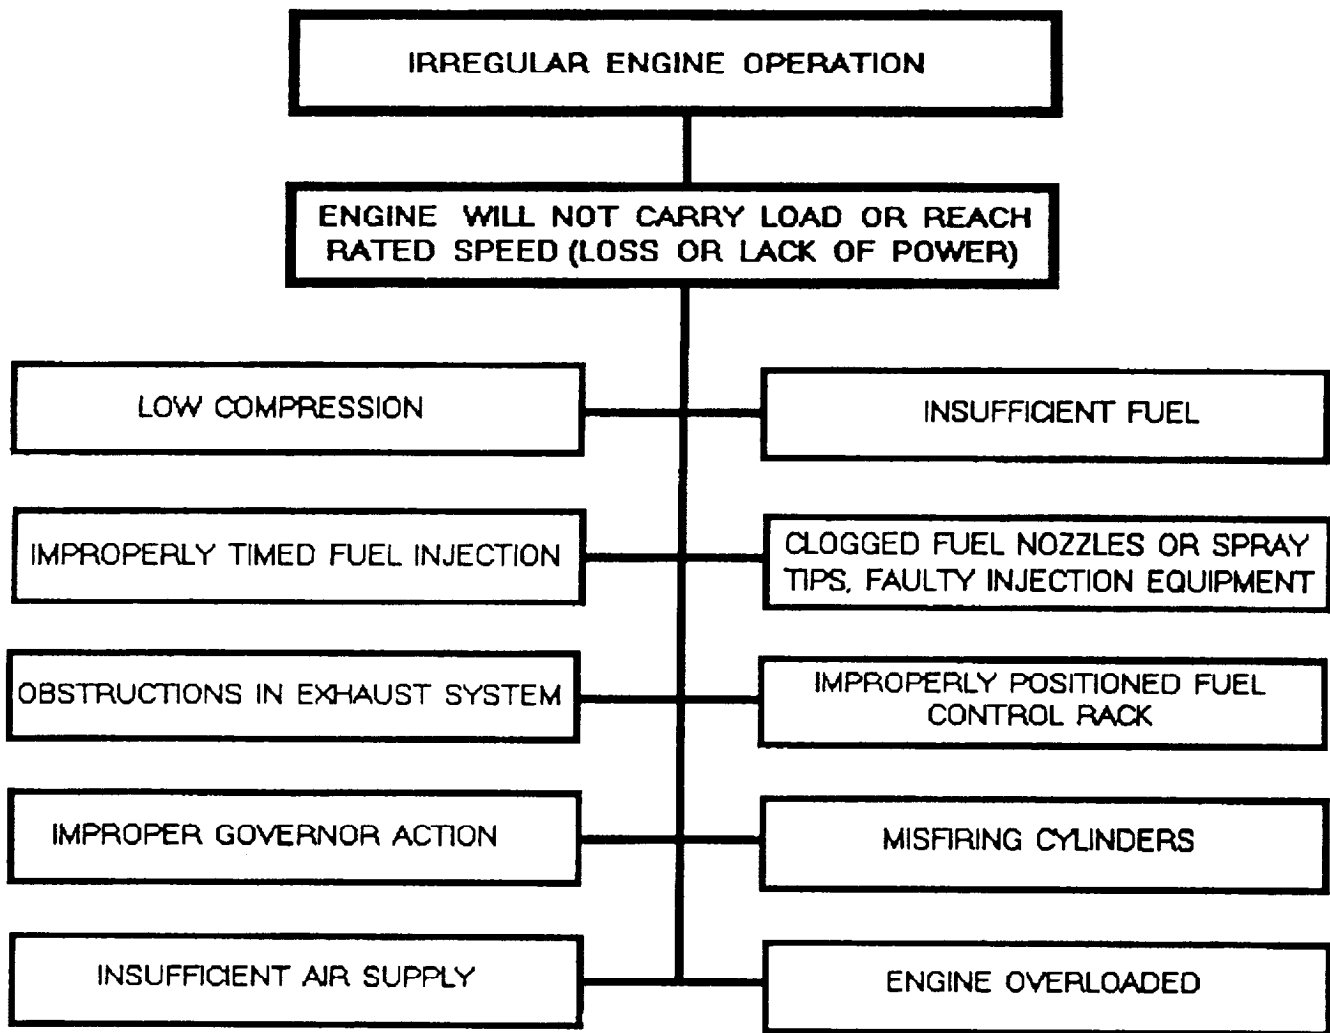 IRREGULAR ENGINE OPERATION
ENGINE WILL NOT CARRY LOAD OR REACH
RATED SPEED (LOSS OR LACK OF POWER)
LOW COMPRESSION
INSUFFICIENT FUEL
IMPROPERLY TIMED FUEL INJECTION
CLOGGED FUEL NOZZLES OR SPRAY
TIPS, FAULTY INJECTION EQUIPMENT
OBSTRUCTIONS IN EXHAUST SYSTEM
IMPROPERLY POSITIONED FUEL
CONTROL RACK
IMPROPER GOVERNOR ACTION
MISFIRING CYLINDERS
INSUFFICIENT AIR SUPPLY
ENGINE OVERLOADED